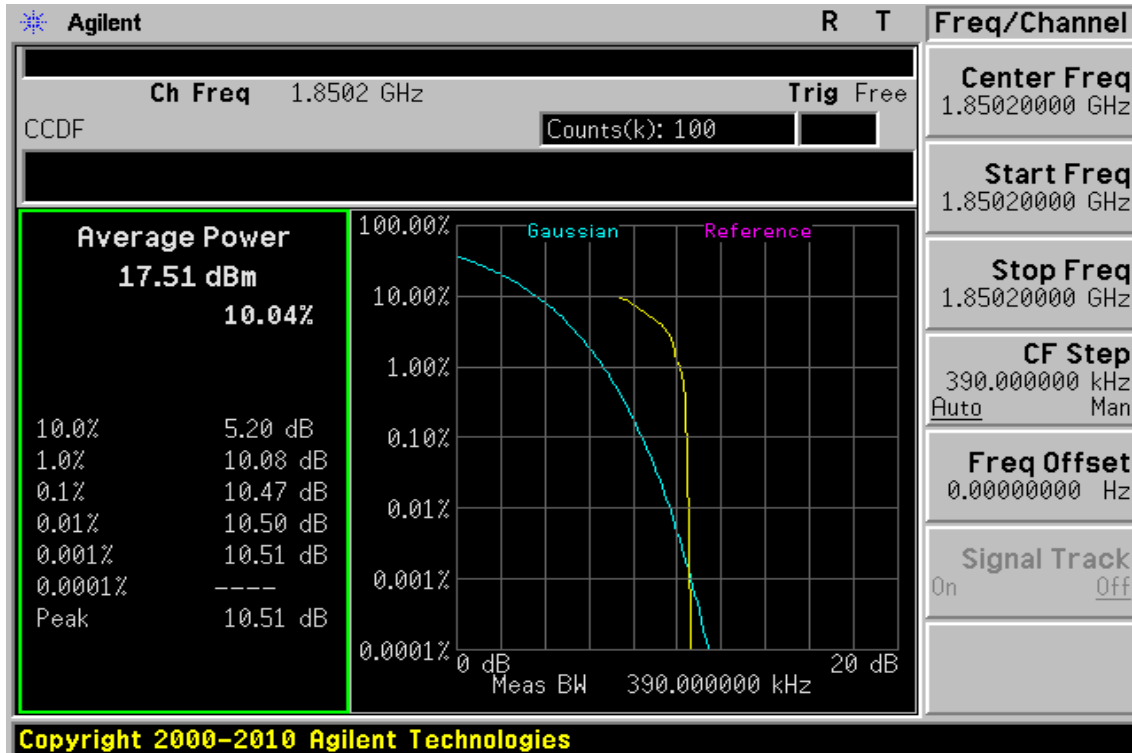 Agilent R T
Freq/Channel
Ch Freq 1.8502 GHz Trig Free
CCDF Counts(k): 100
Average Power
17.51 dBm
10.04%
10.0% 5.20 dB
1.0% 10.08 dB
0.1% 10.47 dB
0.01% 10.50 dB
0.001% 10.51 dB
0.0001% ----
Peak 10.51 dB
Gaussian Reference
100.00%
10.00%
1.00%
0.10%
0.01%
0.001%
0.0001%
0 dB 20 dB
Meas BW 390.000000 kHz
Center Freq
1.85020000 GHz
Start Freq
1.85020000 GHz
Stop Freq
1.85020000 GHz
CF Step
390.000000 kHz
Auto Man
Freq Offset
0.00000000 Hz
Signal Track
On Off
Copyright 2000-2010 Agilent Technologies